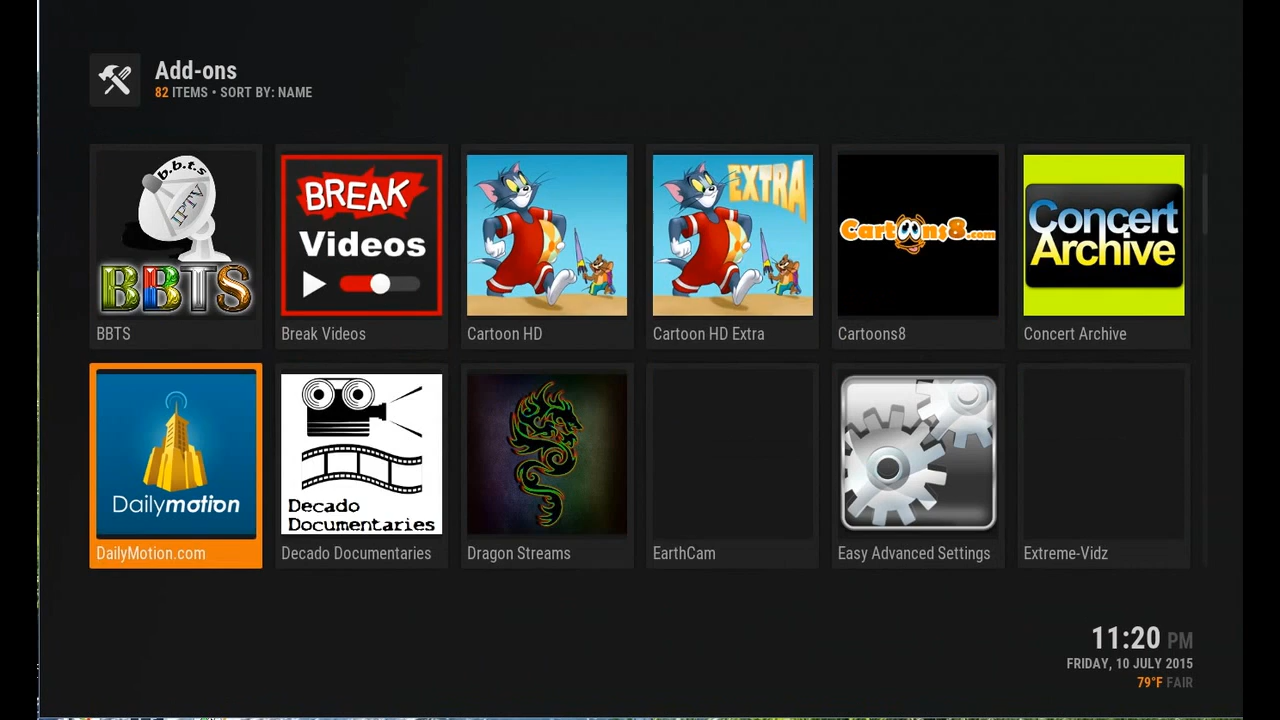 Add-ons
82 ITEMS • SORT BY: NAME
b.b.t.s
IPTV
BBTS
BREAK
Videos
EXTRA
Cartoons8.com
Concert
Archive
BBTS
Break Videos
Cartoon HD
Cartoon HD Extra
Cartoons8
Concert Archive
Dailymotion
Decado
Documentaries
DailyMotion.com
Decado Documentaries
Dragon Streams
EarthCam
Easy Advanced Settings
Extreme-Vidz
11:20 PM
FRIDAY, 10 JULY 2015
79°F FAIR